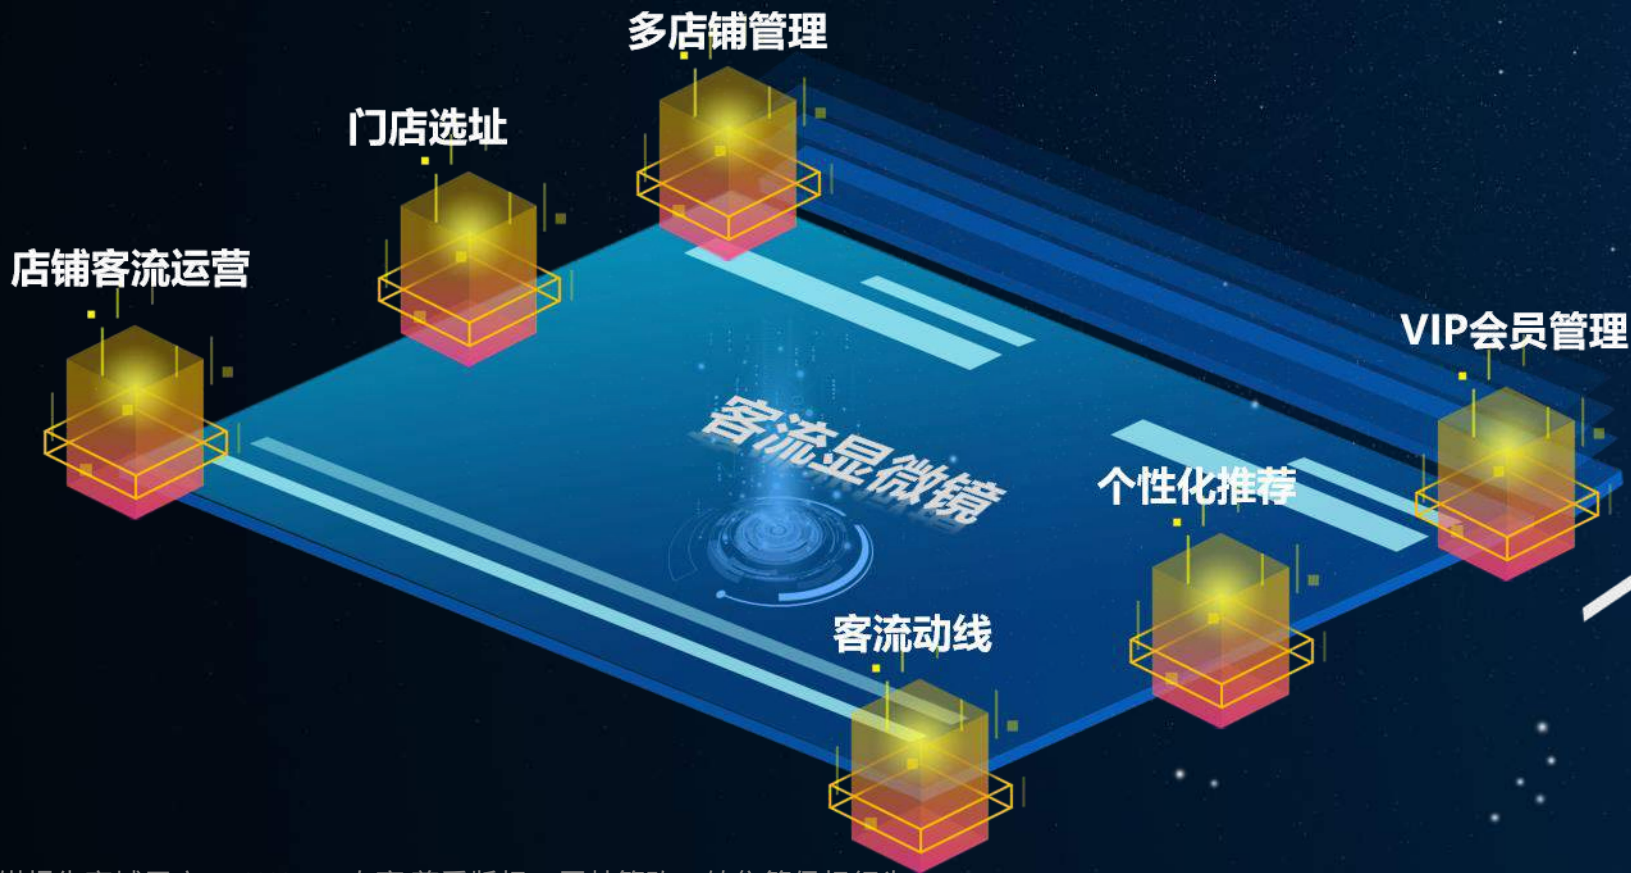 多店铺管理
门店选址
店铺客流运营
VIP会员管理
客流显微镜
个性化推荐
客流动线